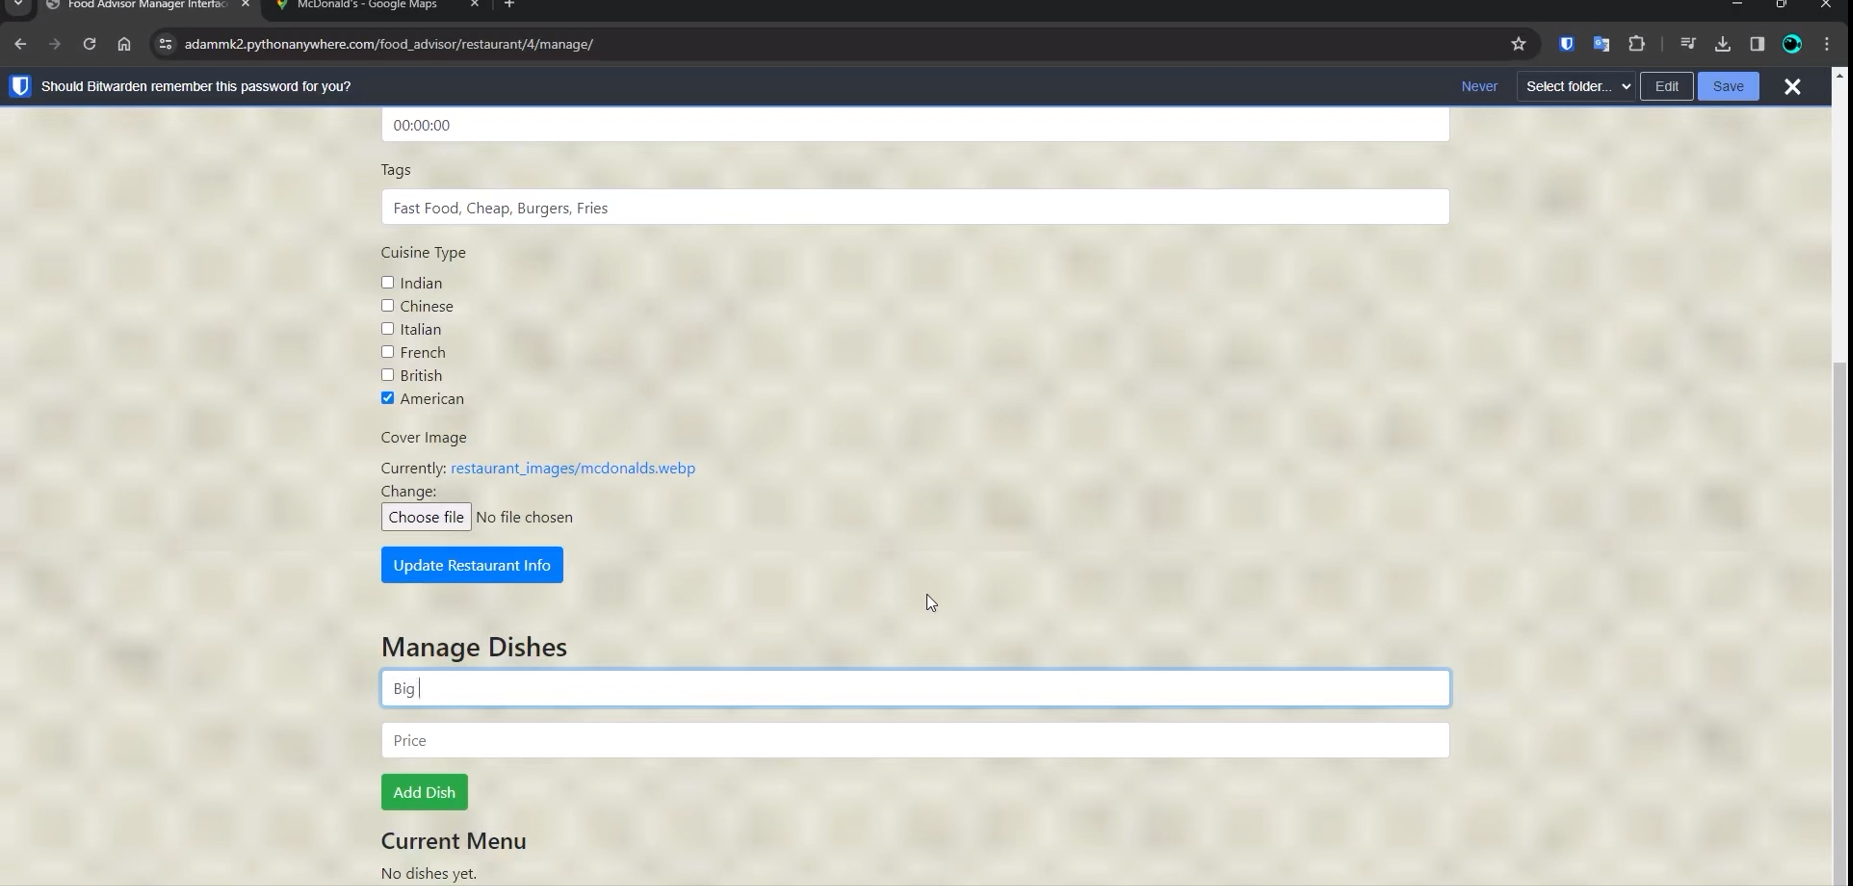 Food Advisor Manager Interfac
McDonald's - Google Maps
adammk2.pythonanywhere.com/food_advisor/restaurant/4/manage/
Should Bitwarden remember this password for you?
Never
Select folder...
Edit
Save
00:00:00
Tags
Fast Food, Cheap, Burgers, Fries
Cuisine Type
Indian
Chinese
Italian
French
British
American
Cover Image
Currently: restaurant_images/mcdonalds.webp
Change:
Choose file No file chosen
Update Restaurant Info
Manage Dishes
Big
Price
Add Dish
Current Menu
No dishes yet.